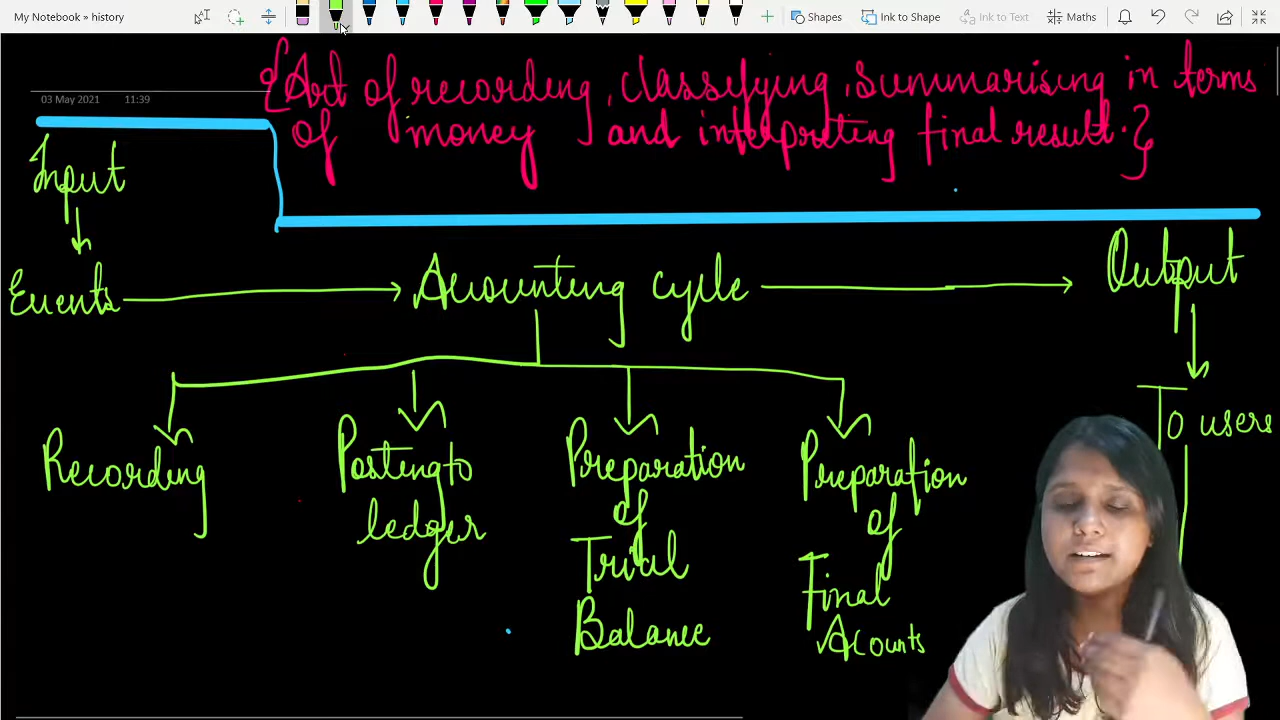 My Notebook » history
Shapes
Ink to Shape
Ink to Text
Maths
03 May 2021 11:39
{Art of recording, classifying, summarising in terms
of money and interpreting final result.}
Input
Events
Accounting cycle
Output
To users
Recording
Posting to
ledger
Preparation
of
Trial
Balance
Preparation
of
Final
Acounts